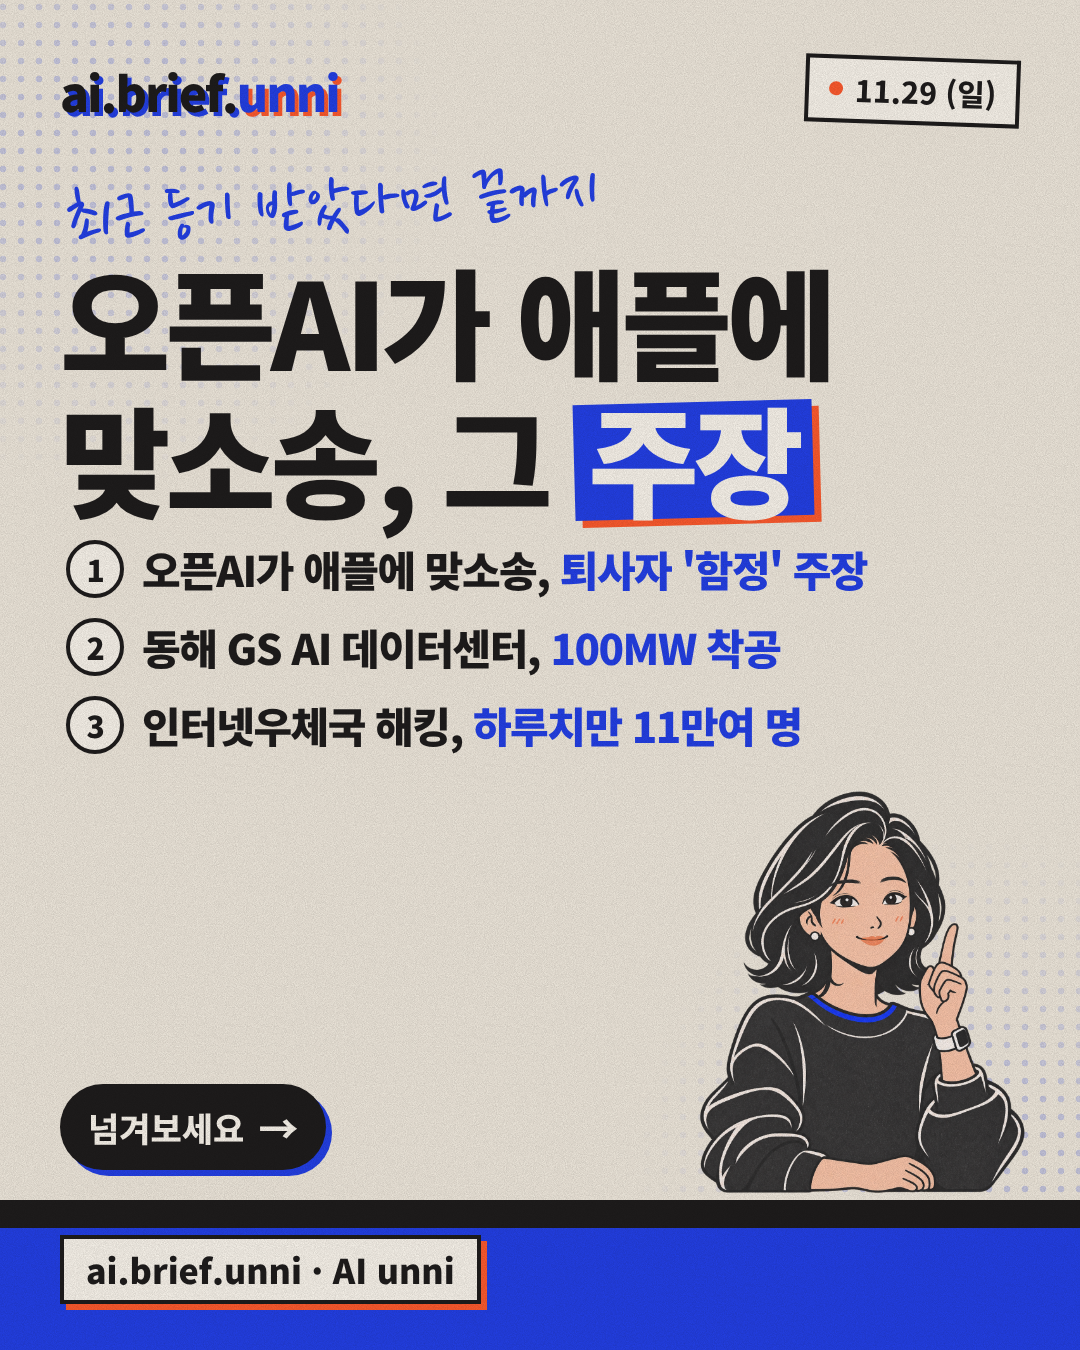 ai.brief.unni
11.29 (일)
최근 등기 받았다면 끝까지
오픈AI가 애플에
맞소송, 그 주장
1 오픈AI가 애플에 맞소송, 퇴사자 '함정' 주장
2 동해 GS AI 데이터센터, 100MW 착공
3 인터넷우체국 해킹, 하루치만 11만여 명
넘겨보세요 →
ai.brief.unni · AI unni